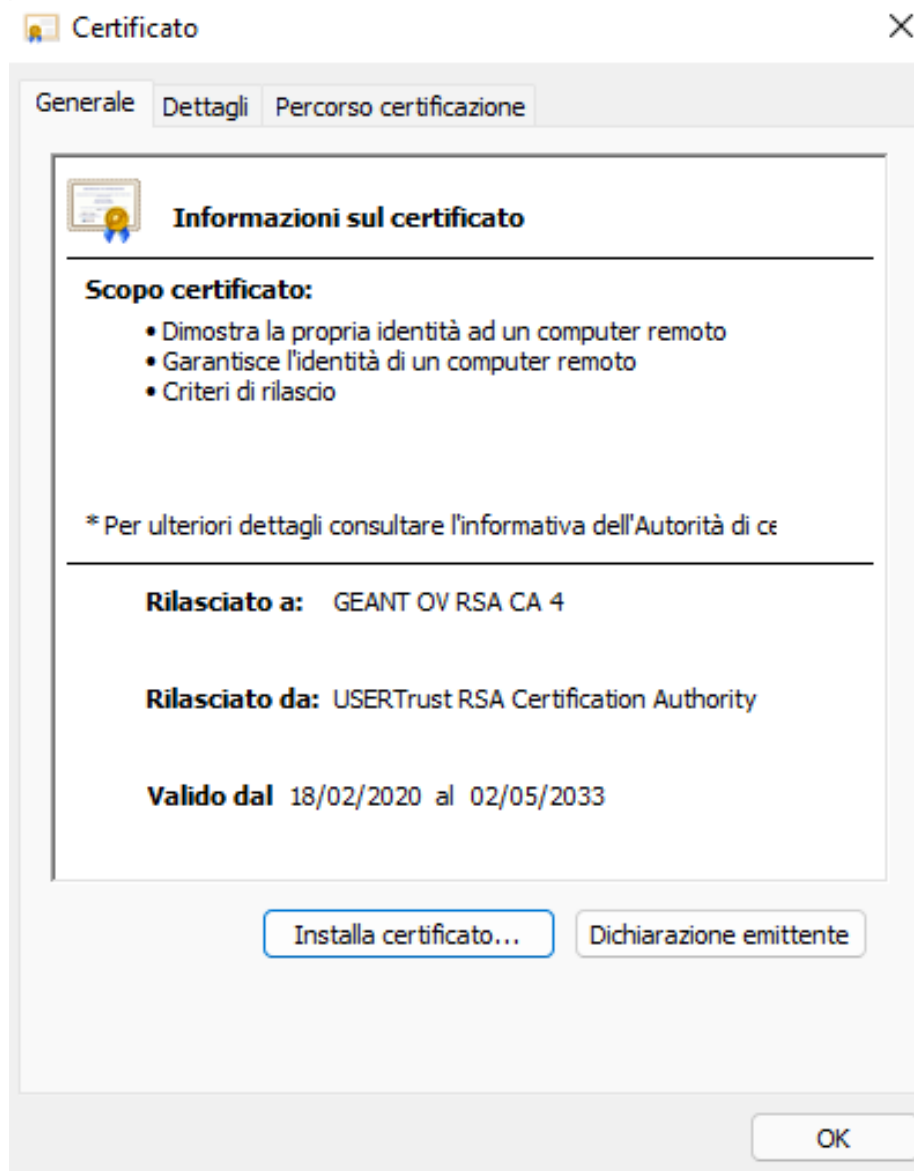 Certificato
Generale Dettagli Percorso certificazione
Informazioni sul certificato
Scopo certificato:
• Dimostra la propria identità ad un computer remoto
• Garantisce l'identità di un computer remoto
• Criteri di rilascio
* Per ulteriori dettagli consultare l'informativa dell'Autorità di ce
Rilasciato a: GEANT OV RSA CA 4
Rilasciato da: USERTrust RSA Certification Authority
Valido dal 18/02/2020 al 02/05/2033
Installa certificato... Dichiarazione emittente
OK